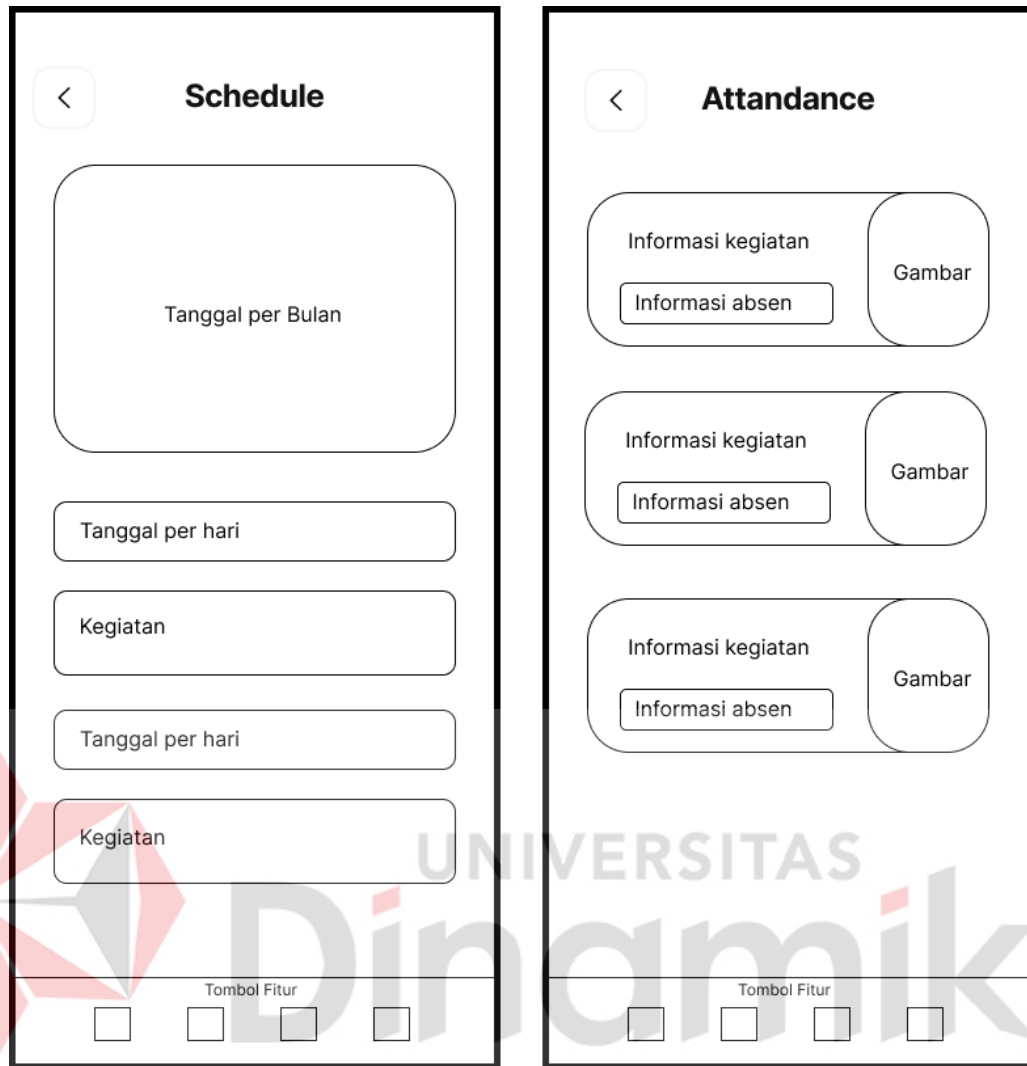 Schedule
Tanggal per Bulan
Tanggal per hari
Kegiatan
Tanggal per hari
Kegiatan
Tombol Fitur
Attandance
Informasi kegiatan
Informasi absen
Gambar
Informasi kegiatan
Informasi absen
Gambar
Informasi kegiatan
Informasi absen
Gambar
Tombol Fitur
UNIVERSITAS
Dinamik